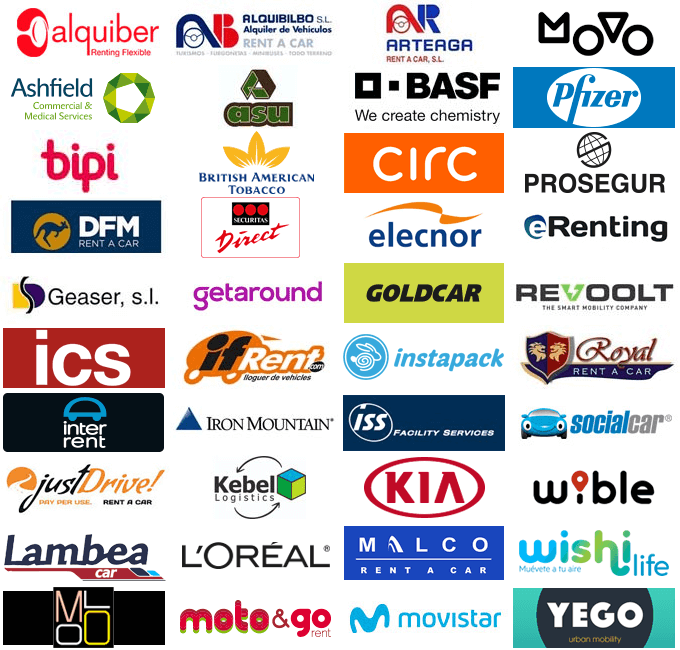 alquiber
Renting Flexible
ALQUIBILBO S.L.
Alquiler de Vehículos
RENT A CAR
TURISMOS - FURGONETAS - MINIBUSES - TODO TERRENO
AR
ARTEAGA
RENT A CAR, S.L.
MOVO
Ashfield
Commercial &
Medical Services
asu
BASF
We create chemistry
Pfizer
bipi
BRITISH AMERICAN
TOBACCO
CIRC
PROSEGUR
DFM
RENT A CAR
SECURITAS
Direct
elecnor
eRenting
Geaser, s.l.
getaround
GOLDCAR
REVOOLT
THE SMART MOBILITY COMPANY
ics
ifRent.com
lloguer de vehicles
instapack
Royal
RENT A CAR
inter
rent
IRON MOUNTAIN®
iss
FACILITY SERVICES
socialcar®
justDrive!
PAY PER USE. RENT A CAR
Kebel
Logistics
KIA
wible
Lambea
car
L'ORÉAL®
MALCO
RENT A CAR
wishi
Muévete a tu aire
life
MLOO
moto&go
rent
movistar
YEGO
urban mobility